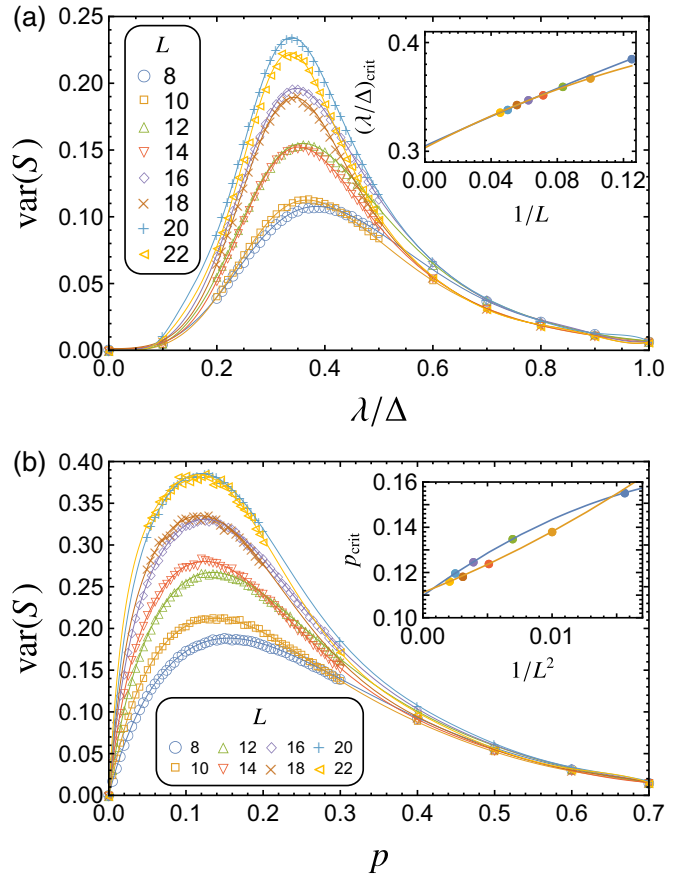 (a)
var(S)
0.25
0.20
0.15
0.10
0.05
0.00
L
8
10
12
14
16
18
20
22
(λ/Δ)crit
0.4
0.3
0.00 0.04 0.08 0.12
1/L
0.0 0.2 0.4 0.6 0.8 1.0
λ/Δ
(b)
var(S)
0.40
0.35
0.30
0.25
0.20
0.15
0.10
0.05
0.00
pcrit
0.16
0.14
0.12
0.10
0.000 0.010
1/L²
L
8 12 16 20
10 14 18 22
0.0 0.1 0.2 0.3 0.4 0.5 0.6 0.7
p